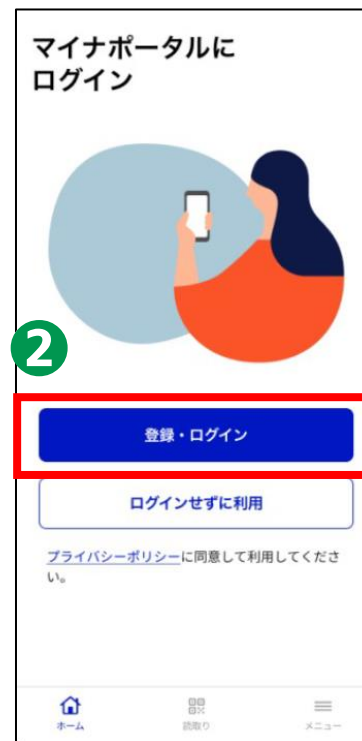 マイナポータルに
ログイン
2
登録・ログイン
ログインせずに利用
プライバシーポリシーに同意して利用してくださ
い。
ホーム
読取り
メニュー